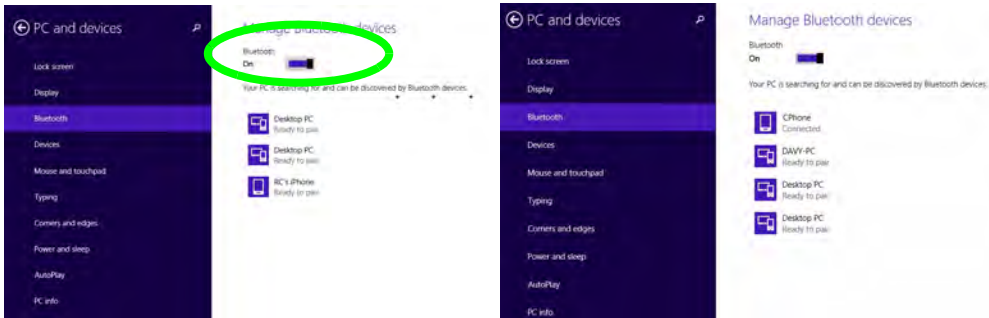 PC and devices
Lock screen
Display
Bluetooth
Devices
Mouse and touchpad
Typing
Corners and edges
Power and sleep
AutoPlay
PC info
Manage Bluetooth devices
Bluetooth
On
Your PC is searching for and can be discovered by Bluetooth devices.
Desktop PC
Ready to pair
Desktop PC
Ready to pair
RC's iPhone
Ready to pair
PC and devices
Lock screen
Display
Bluetooth
Devices
Mouse and touchpad
Typing
Corners and edges
Power and sleep
AutoPlay
PC info
Manage Bluetooth devices
Bluetooth
On
Your PC is searching for and can be discovered by Bluetooth devices.
CPhone
Connected
DAVY-PC
Ready to pair
Desktop PC
Ready to pair
Desktop PC
Ready to pair